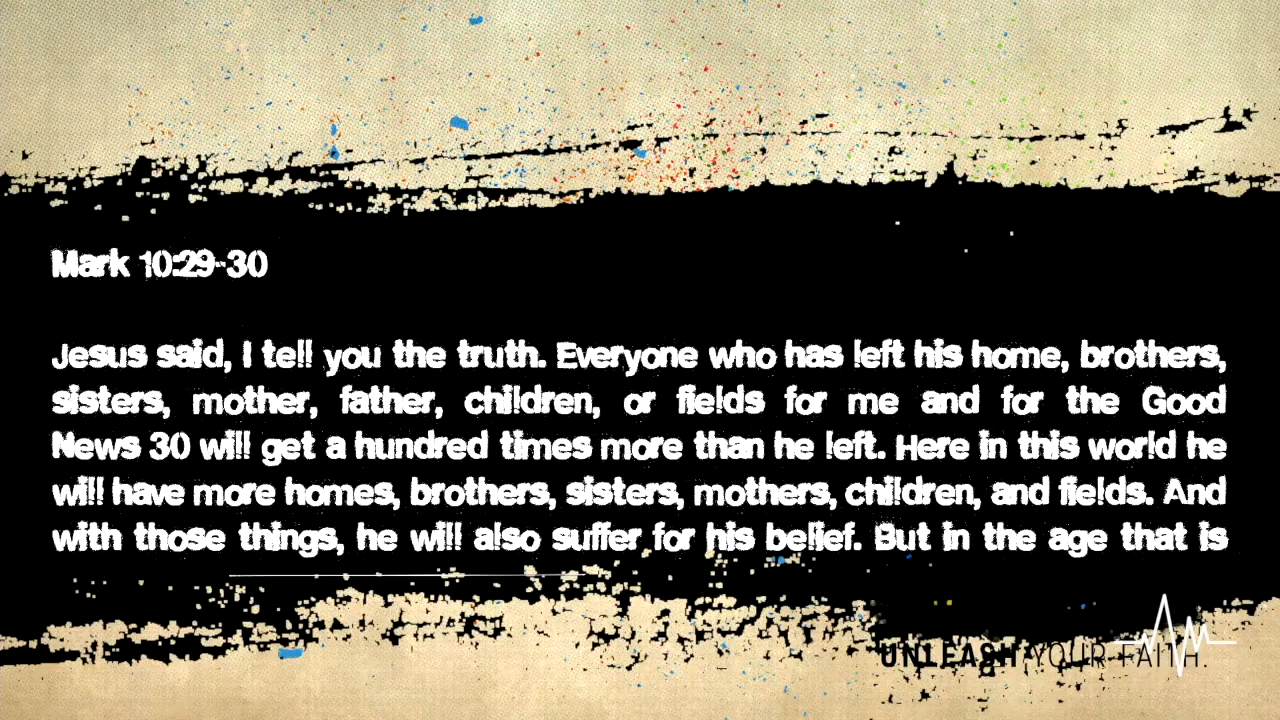 Mark 10:29-30
Jesus said, I tell you the truth. Everyone who has left his home, brothers,
sisters, mother, father, children, or fields for me and for the Good
News 30 will get a hundred times more than he left. Here in this world he
will have more homes, brothers, sisters, mothers, children, and fields. And
with those things, he will also suffer for his belief. But in the age that is
UNLEASH YOUR FAITH.